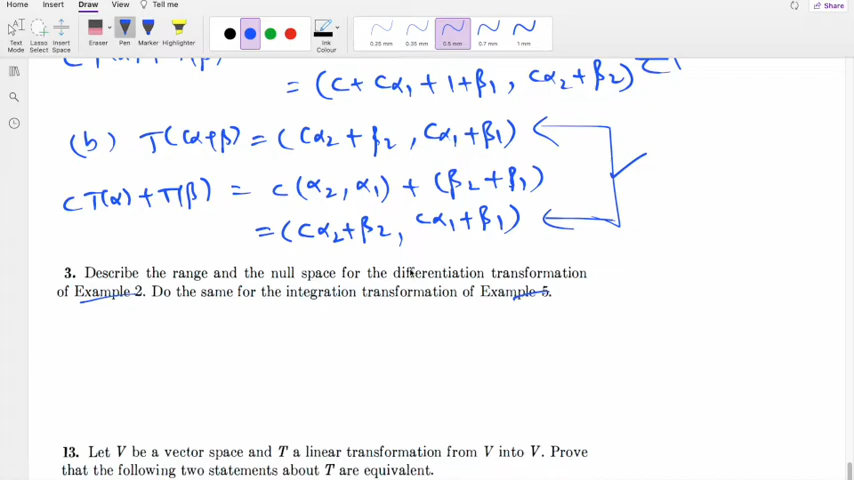 Home Insert Draw View Tell me
Share
Text Mode
Lasso Select
Insert Space
Eraser
Pen
Marker
Highlighter
Ink Colour
0.25 mm
0.35 mm
0.5 mm
0.7 mm
1 mm
= (c + cα₁ + 1 + β₁, cα₂ + β₂)
(b) T(cα+β) = (cα₂ + β₂, cα₁ + β₁)
cT(α) + T(β) = c(α₂, α₁) + (β₂ + β₁)
= (cα₂ + β₂, cα₁ + β₁)
3. Describe the range and the null space for the differentiation transformation
of Example 2. Do the same for the integration transformation of Example 5.
13. Let V be a vector space and T a linear transformation from V into V. Prove
that the following two statements about T are equivalent.